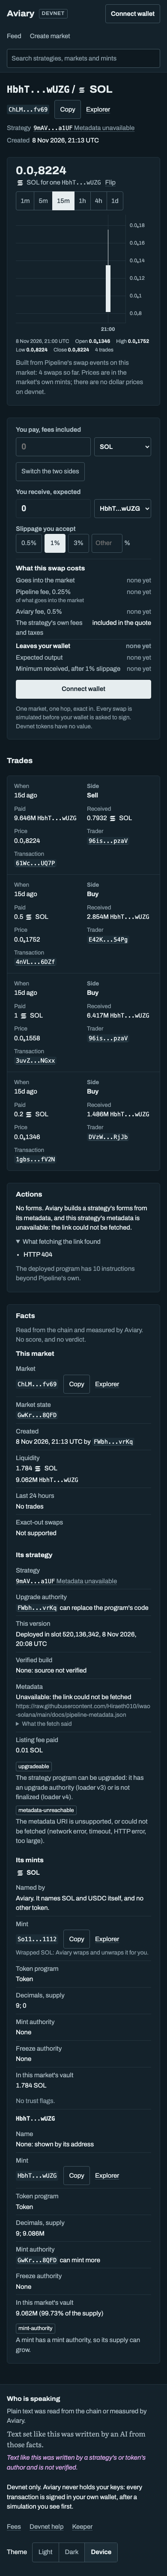 Aviary DEVNET Connect wallet
Feed Create market
Search strategies, markets and mints
HbhT...wUZG / SOL
ChLM...fv69 Copy Explorer
Strategy 9mAV...a1UF Metadata unavailable
Created 8 Nov 2026, 21:13 UTC
0.0₆8224
SOL for one HbhT...wUZG Flip
1m 5m 15m 1h 4h 1d
0.0₅18
0.0₅16
0.0₅14
0.0₅12
0.0₅1
0.0₆8
21:00
8 Nov 2026, 21:00 UTC Open 0.0₅1346 High 0.0₅1752
Low 0.0₆8224 Close 0.0₆8224 4 trades
Built from Pipeline's swap events on this
market: 4 swaps so far. Prices are in the
market's own mints; there are no dollar prices
on devnet.
You pay, fees included
0 SOL
Switch the two sides
You receive, expected
0 HbhT...wUZG
Slippage you accept
0.5% 1% 3% Other %
What this swap costs
Goes into the market none yet
Pipeline fee, 0.25% none yet
of what goes into the market
Aviary fee, 0.5% none yet
The strategy's own fees included in the quote
and taxes
Leaves your wallet none yet
Expected output none yet
Minimum received, after 1% slippage none yet
Connect wallet
One market, one hop, exact in. Every swap is
simulated before your wallet is asked to sign.
Devnet tokens have no value.
Trades
When Side
15d ago Sell
Paid Received
9.646M HbhT...wUZG 0.7932 SOL
Price Trader
0.0₆8224 96is...pzaV
Transaction
61Wc...UQ7P
When Side
15d ago Buy
Paid Received
0.5 SOL 2.854M HbhT...wUZG
Price Trader
0.0₅1752 E42K...54Pg
Transaction
4nVL...6DZf
When Side
15d ago Buy
Paid Received
1 SOL 6.417M HbhT...wUZG
Price Trader
0.0₅1558 96is...pzaV
Transaction
3uvZ...NGxx
When Side
15d ago Buy
Paid Received
0.2 SOL 1.486M HbhT...wUZG
Price Trader
0.0₅1346 DVzW...RjJb
Transaction
1gbs...fV2N
Actions
No forms. Aviary builds a strategy's forms from
its metadata, and this strategy's metadata is
unavailable: the link could not be fetched.
What fetching the link found
HTTP 404
The deployed program has 10 instructions
beyond Pipeline's own.
Facts
Read from the chain and measured by Aviary.
No score, and no verdict.
This market
Market
ChLM...fv69 Copy Explorer
Market state
GwKr...8QFD
Created
8 Nov 2026, 21:13 UTC by FWbh...vrKq
Liquidity
1.784 SOL
9.062M HbhT...wUZG
Last 24 hours
No trades
Exact-out swaps
Not supported
Its strategy
Strategy
9mAV...a1UF Metadata unavailable
Upgrade authority
FWbh...vrKq can replace the program's code
This version
Deployed in slot 520,136,342, 8 Nov 2026,
20:08 UTC
Verified build
None: source not verified
Metadata
Unavailable: the link could not be fetched
What the fetch said
Listing fee paid
0.01 SOL
upgradeable
The strategy program can be upgraded: it has
an upgrade authority (loader v3) or is not
finalized (loader v4).
metadata-unreachable
The metadata URI is unsupported, or could not
be fetched (network error, timeout, HTTP error,
too large).
Its mints
SOL
Named by
Aviary. It names SOL and USDC itself, and no
other token.
Mint
So11...1112 Copy Explorer
Wrapped SOL: Aviary wraps and unwraps it for you.
Token program
Token
Decimals, supply
9; 0
Mint authority
None
Freeze authority
None
In this market's vault
1.784 SOL
No trust flags.
HbhT...wUZG
Name
None: shown by its address
Mint
HbhT...wUZG Copy Explorer
Token program
Token
Decimals, supply
9; 9.086M
Mint authority
GwKr...8QFD can mint more
Freeze authority
None
In this market's vault
9.062M (99.73% of the supply)
mint-authority
A mint has a mint authority, so its supply can
grow.
Who is speaking
Plain text was read from the chain or measured by
Aviary.
Text set like this was written by an AI from
those facts.
Text like this was written by a strategy's or token's
author and is not verified.
Devnet only. Aviary never holds your keys: every
transaction is signed in your own wallet, after a
simulation you see first.
Fees Devnet help Keeper
Theme Light Dark Device